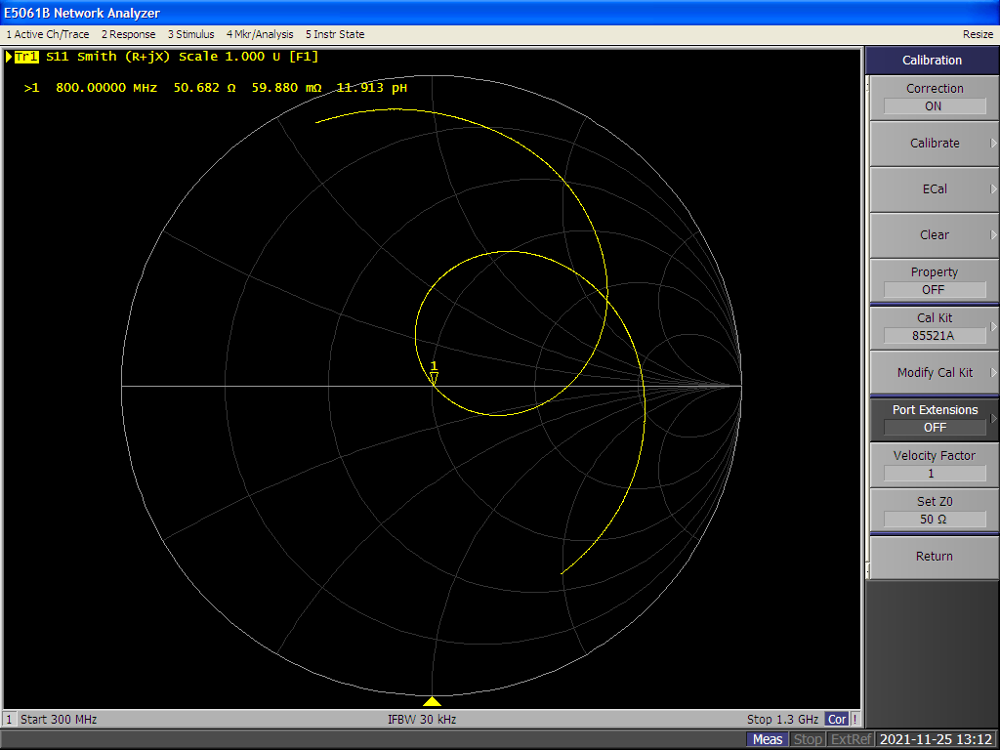 E5061B Network Analyzer
1 Active Ch/Trace 2 Response 3 Stimulus 4 Mkr/Analysis 5 Instr State Resize
Tr1 S11 Smith (R+jX) Scale 1.000 U [F1]
>1 800.00000 MHz 50.682 Ω 59.880 mΩ 11.913 pH
1
Calibration
Correction
ON
Calibrate
ECal
Clear
Property
OFF
Cal Kit
85521A
Modify Cal Kit
Port Extensions
OFF
Velocity Factor
1
Set Z0
50 Ω
Return
1 Start 300 MHz IFBW 30 kHz Stop 1.3 GHz Cor !
Meas Stop ExtRef 2021-11-25 13:12